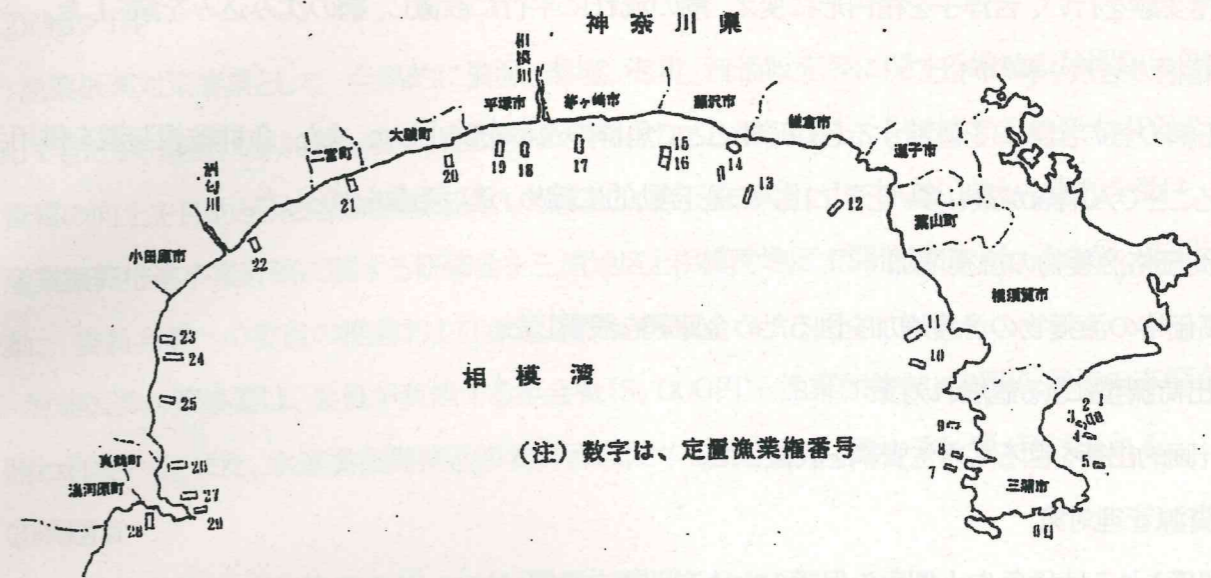 神奈川県
相模川
平塚市
茅ヶ崎市
藤沢市
鎌倉市
大磯町
二宮町
逗子市
葉山町
横須賀市
酒匂川
小田原市
相模湾
(注) 数字は、定置漁業権番号
真鶴町
湯河原町
三浦市
1
2
3
4
5
6
7
8
9
10
11
12
13
14
15
16
17
18
19
20
21
22
23
24
25
26
27
28
29